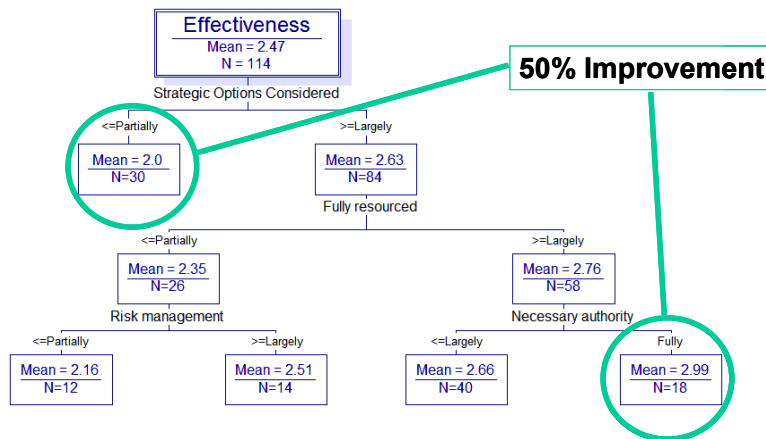 Effectiveness
Mean = 2.47
N = 114
50% Improvement
Strategic Options Considered
<=Partially
>=Largely
Mean = 2.0
N=30
Mean = 2.63
N=84
Fully resourced
<=Partially
>=Largely
Mean = 2.35
N=26
Mean = 2.76
N=58
Risk management
Necessary authority
<=Partially
>=Largely
<=Largely
Fully
Mean = 2.16
N=12
Mean = 2.51
N=14
Mean = 2.66
N=40
Mean = 2.99
N=18